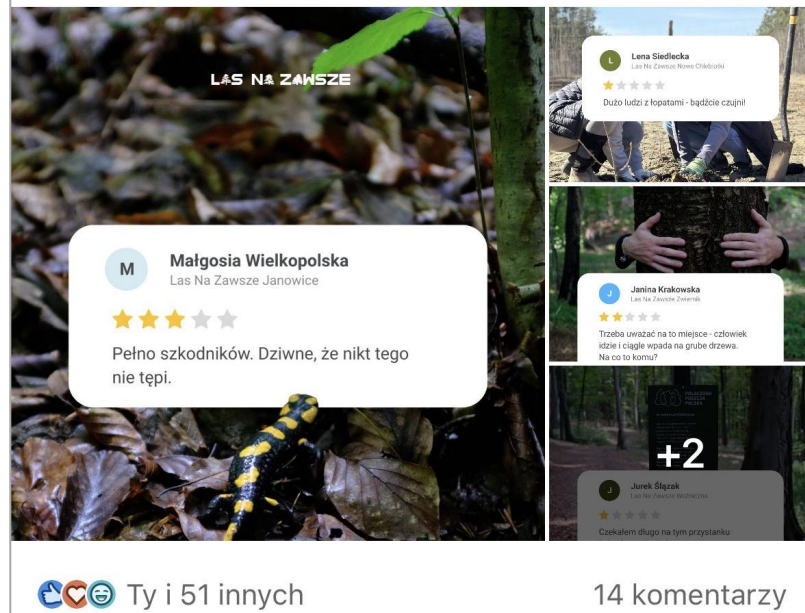 LAS NA ZAWSZE
M
Małgosia Wielkopolska
Las Na Zawsze Janowice
Pełno szkodników. Dziwne, że nikt tego
nie tępi.
L
Lena Siedlecka
Las Na Zawsze Nowe Chlebiotki
Dużo ludzi z łopatami - bądźcie czujni!
J
Janina Krakowska
Las Na Zawsze Zwiernik
Trzeba uważać na to miejsce - człowiek
idzie i ciągle wpada na grube drzewa.
Na co to komu?
+2
J
Jurek Ślązak
Las Na Zawsze Woźniczna
Czekałem długo na tym przystanku
Ty i 51 innych
14 komentarzy